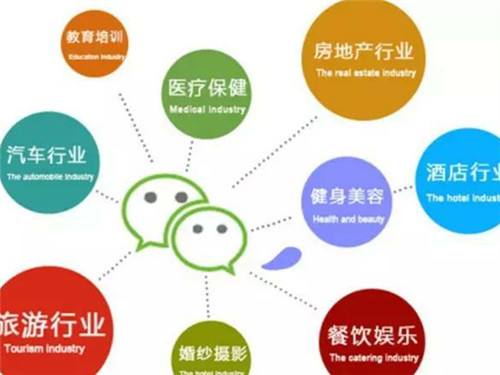 教育培训
Education Industry
医疗保健
Medical Industry
房地产行业
The real estate industry
汽车行业
The automobile Industry
健身美容
Health and beauty
酒店行业
The hotel Industry
旅游行业
Tourism industry
婚纱摄影
The hotel Industry
餐饮娱乐
The catering industry